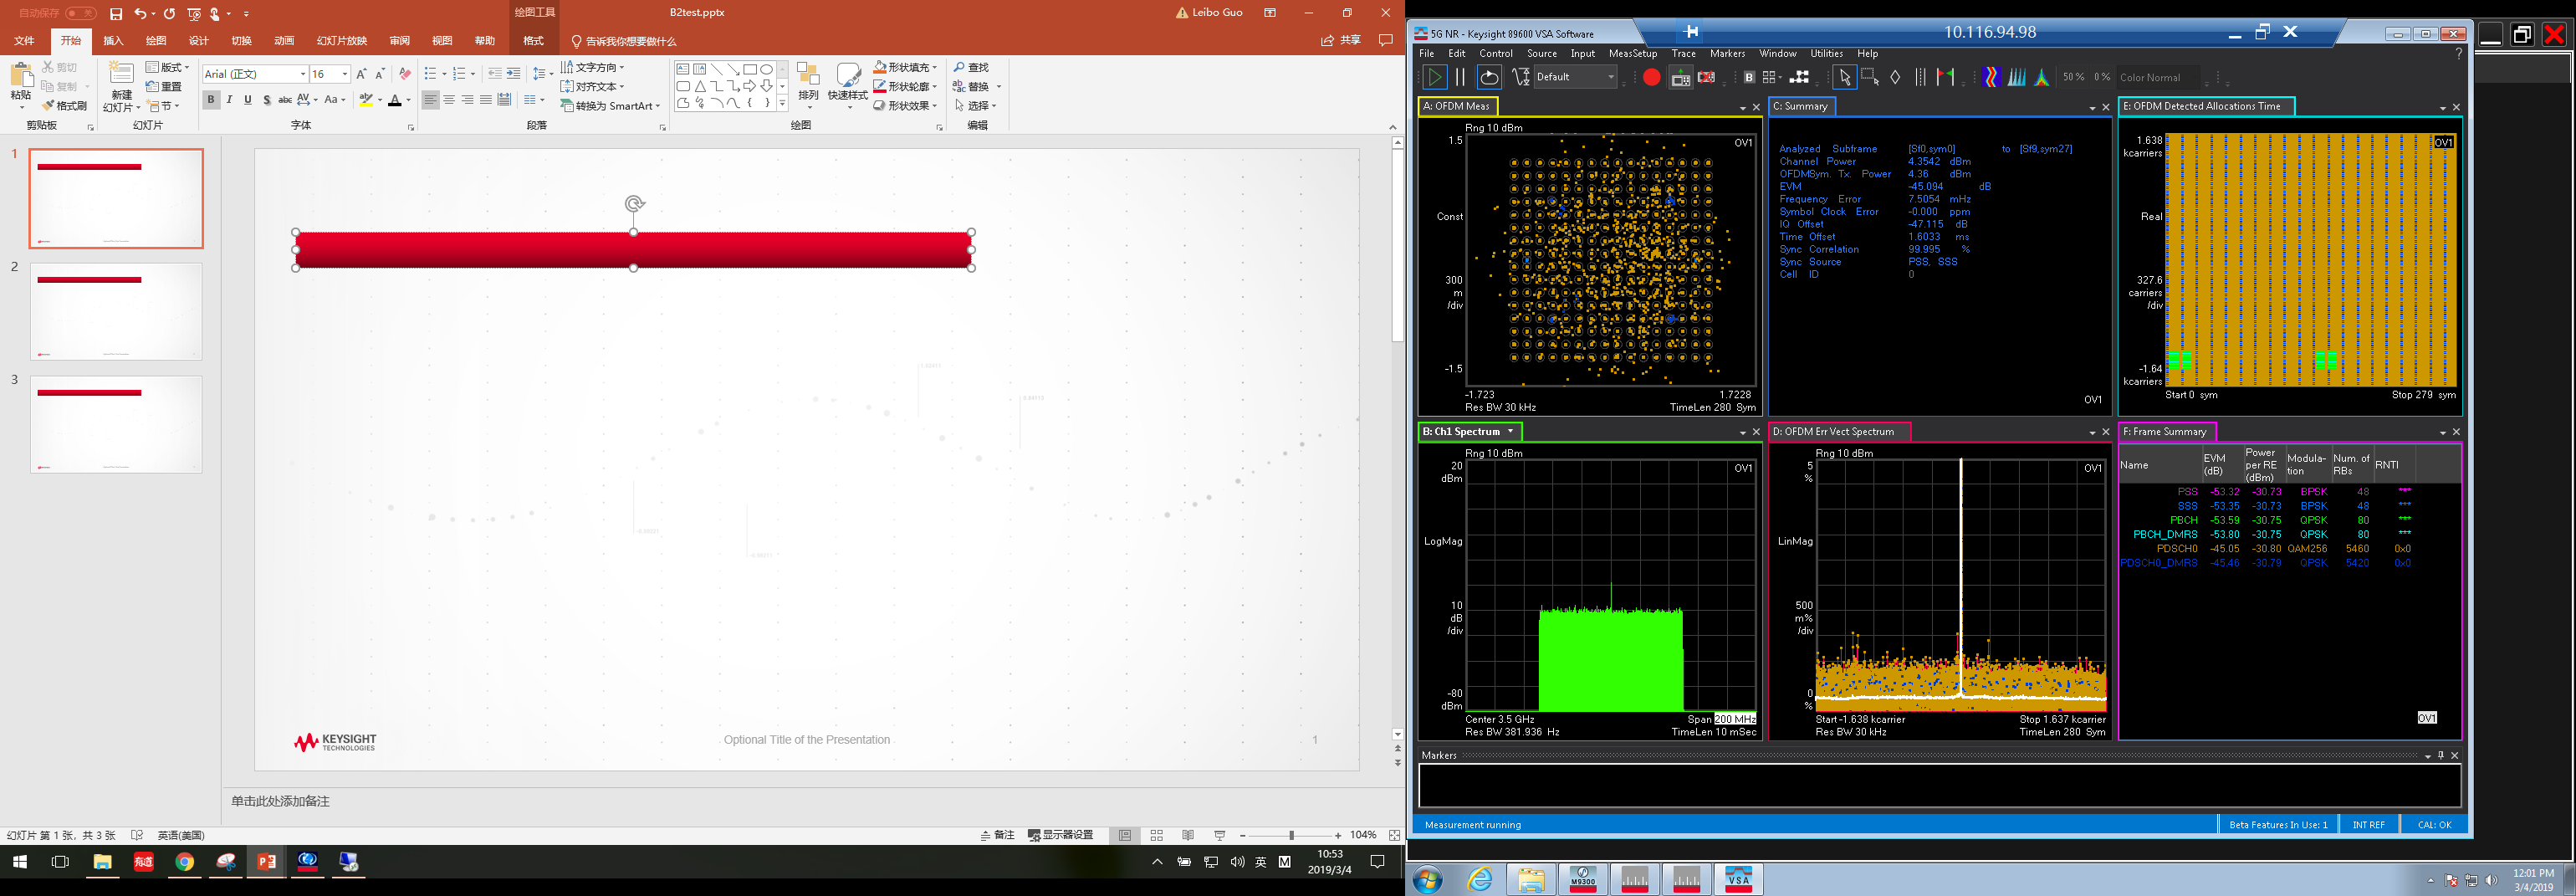 自动保存 关
绘图工具
B2test.pptx
Leibo Guo
文件 开始 插入 绘图 设计 切换 动画 幻灯片放映 审阅 视图 帮助 格式 告诉我你想要做什么 共享
粘贴 剪切 复制 格式刷 剪贴板
新建 幻灯片 版式 重置 节 幻灯片
Arial (正文) 16
B I U S abc AV Aa A 字体
文字方向 对齐文本 转换为 SmartArt 段落
排列 快速样式 形状填充 形状轮廓 形状效果 绘图
查找 替换 选择 编辑
1
2
3
KEYSIGHT
TECHNOLOGIES
Optional Title of the Presentation
1
单击此处添加备注
幻灯片 第 1 张，共 3 张 英语(美国) 备注 显示器设置 104%
英 M
10:53
2019/3/4
5G NR - Keysight 89600 VSA Software
10.116.94.98
File Edit Control Source Input MeasSetup Trace Markers Window Utilities Help
Default 50 % 0 % Color Normal
A: OFDM Meas
Rng 10 dBm
1.5
OV1
Const
300
m
/div
-1.5
-1.723 1.7228
Res BW 30 kHz TimeLen 280 Sym
C: Summary
Analyzed Subframe [Sf0,sym0] to [Sf9,sym27]
Channel Power 4.3542 dBm
OFDMSym. Tx. Power 4.36 dBm
EVM -45.094 dB
Frequency Error 7.5054 mHz
Symbol Clock Error -0.000 ppm
IQ Offset -47.115 dB
Time Offset 1.6033 ms
Sync Correlation 99.995 %
Sync Source PSS, SSS
Cell ID 0
OV1
E: OFDM Detected Allocations Time
1.638
kcarriers
OV1
Real
327.6
carriers
/div
-1.64
kcarriers
Start 0 sym Stop 279 sym
B: Ch1 Spectrum
Rng 10 dBm
20
dBm
OV1
LogMag
10
dB
/div
-80
dBm
Center 3.5 GHz Span 200 MHz
Res BW 381.936 Hz TimeLen 10 mSec
D: OFDM Err Vect Spectrum
Rng 10 dBm
5
%
OV1
LinMag
500
m%
/div
0
%
Start-1.638 kcarrier Stop 1.637 kcarrier
Res BW 30 kHz TimeLen 280 Sym
F: Frame Summary
Name EVM (dB) Power per RE (dBm) Modula-tion Num. of RBs RNTI
PSS -53.32 -30.73 BPSK 48 ***
SSS -53.35 -30.73 BPSK 48 ***
PBCH -53.59 -30.75 QPSK 80 ***
PBCH_DMRS -53.80 -30.75 QPSK 80 ***
PDSCH0 -45.05 -30.80 QAM256 5460 0x0
PDSCH0_DMRS -45.46 -30.79 QPSK 5420 0x0
OV1
Markers
Measurement running
Beta Features In Use: 1 INT REF CAL: OK
M9300 VSA
12:01 PM
3/4/2019